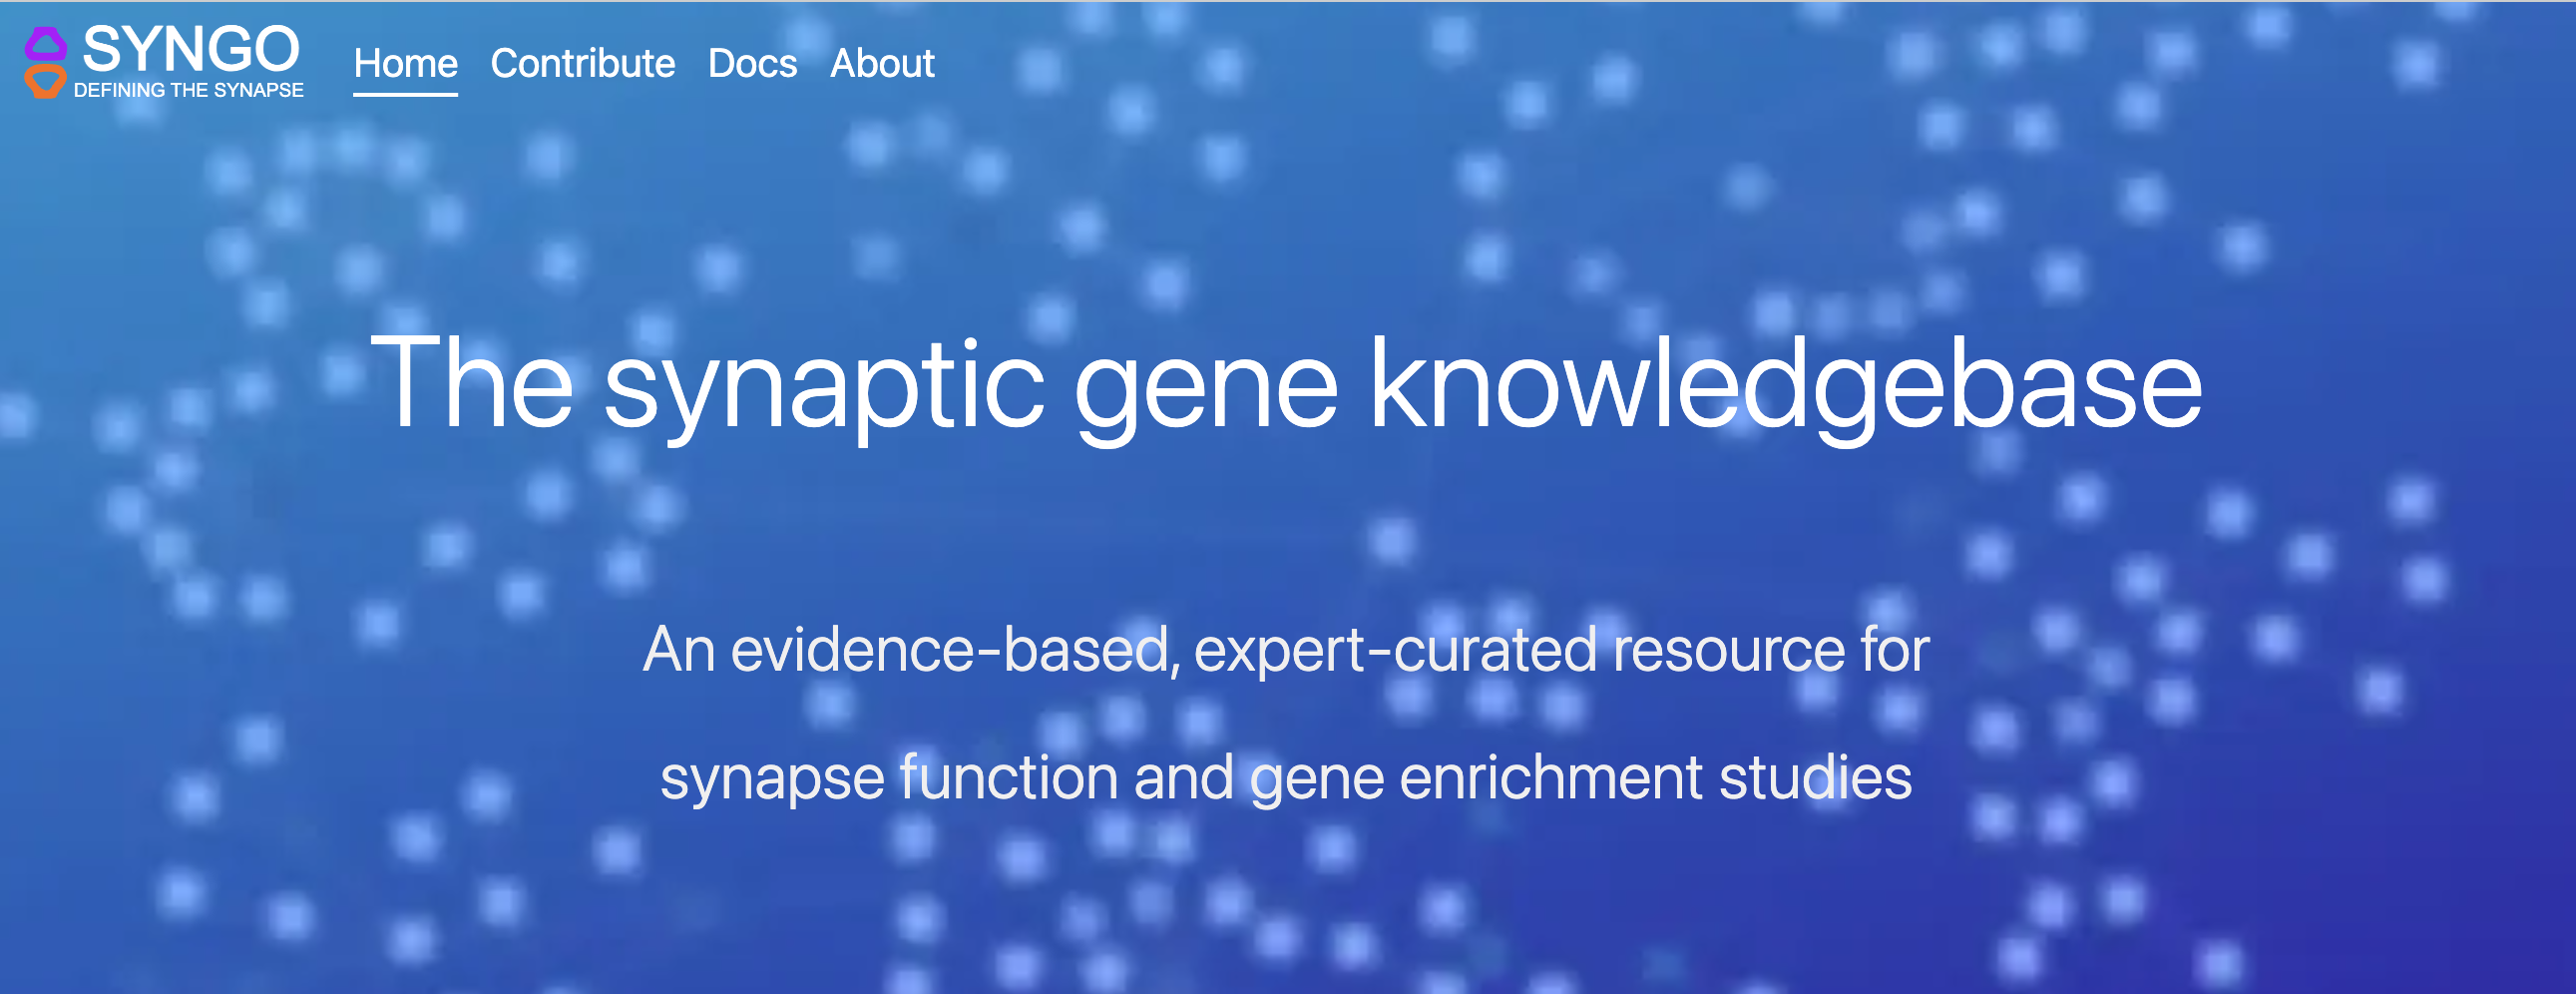 SYNGO
DEFINING THE SYNAPSE
Home Contribute Docs About
The synaptic gene knowledgebase
An evidence-based, expert-curated resource for
synapse function and gene enrichment studies